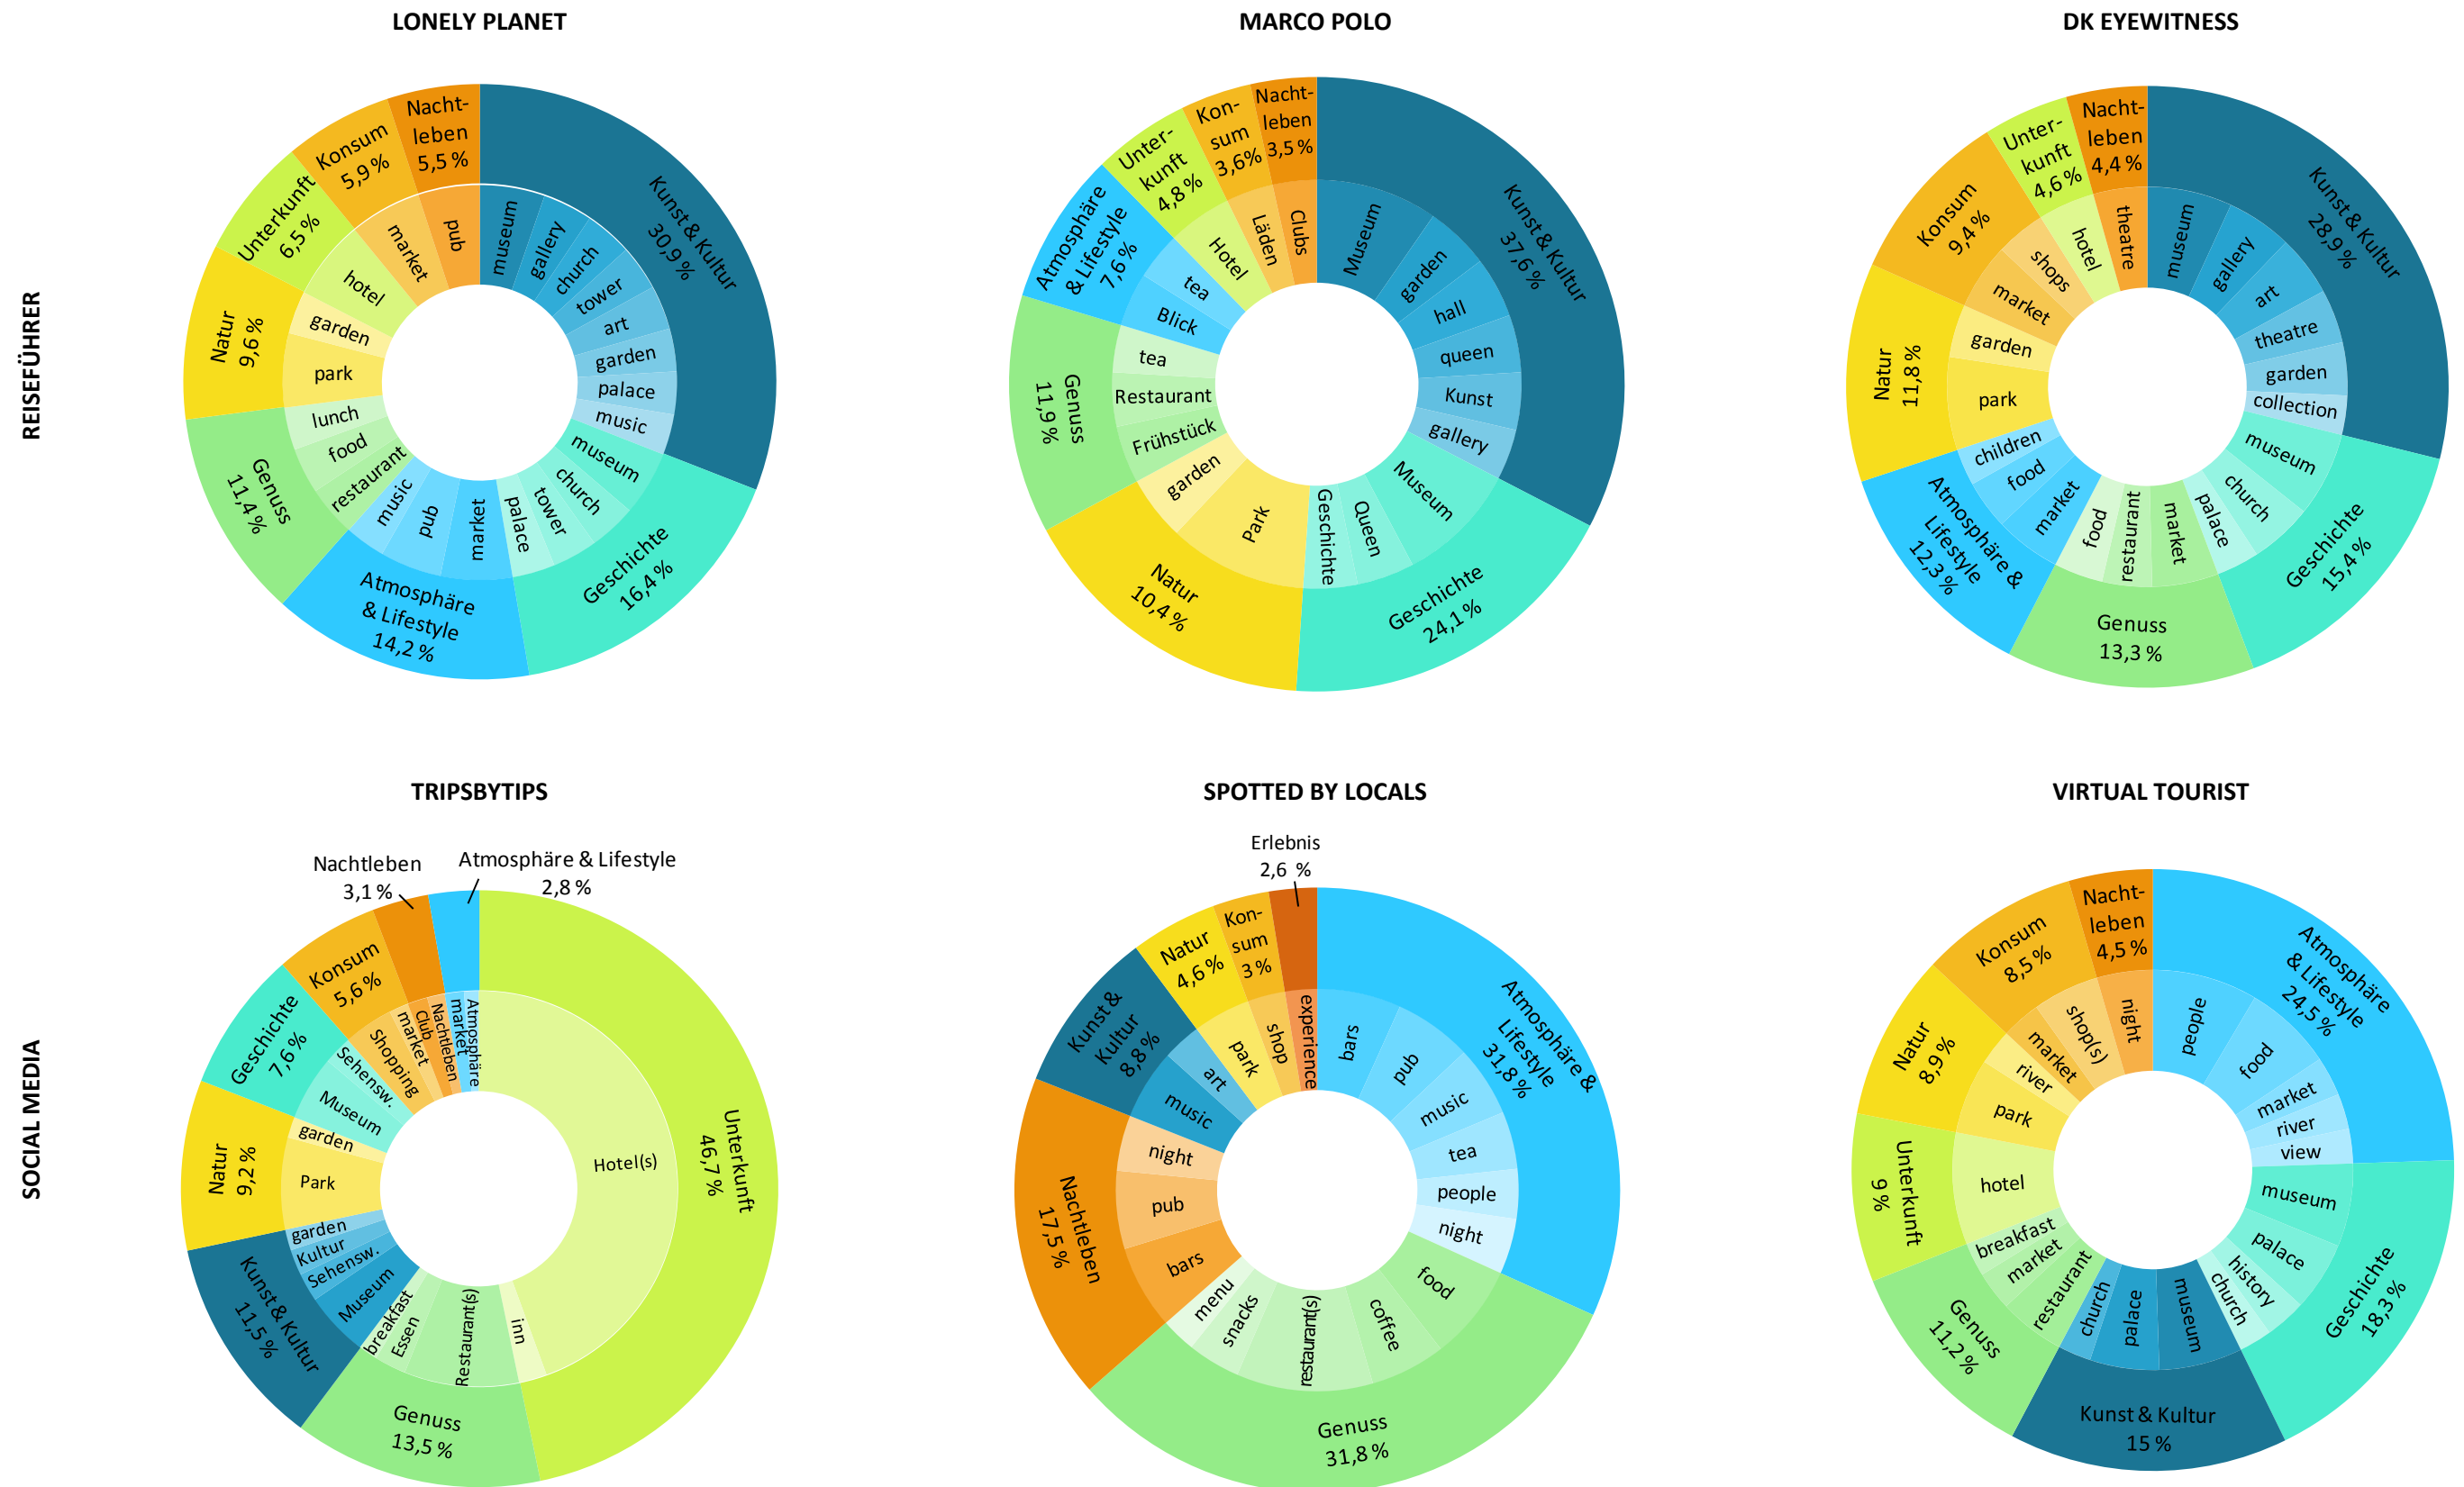 LONELY PLANET
MARCO POLO
DK EYEWITNESS
REISEFÜHRER
Kunst & Kultur
30,9 %
Geschichte
16,4 %
Atmosphäre
& Lifestyle
14,2 %
Genuss
11,4 %
Natur
9,6 %
Unterkunft
6,5 %
Konsum
5,9 %
Nacht-
leben
5,5 %
museum
gallery
church
tower
art
garden
palace
music
museum
church
tower
palace
market
pub
music
restaurant
food
lunch
park
garden
hotel
market
pub
Kunst & Kultur
37,6 %
Geschichte
24,1 %
Natur
10,4 %
Genuss
11,9 %
Atmosphäre
& Lifestyle
7,6 %
Unter-
kunft
4,8 %
Kon-
sum
3,6%
Nacht-
leben
3,5 %
Museum
garden
hall
queen
Kunst
gallery
Museum
Queen
Geschichte
Park
garden
Frühstück
Restaurant
tea
Blick
tea
Hotel
Läden
Clubs
Kunst & Kultur
28,9%
Geschichte
15,4 %
Genuss
13,3 %
Atmosphäre &
Lifestyle
12,3 %
Natur
11,8 %
Konsum
9,4 %
Unter-
kunft
4,6 %
Nacht-
leben
4,4 %
museum
gallery
art
theatre
garden
collection
museum
church
palace
market
restaurant
food
market
food
children
park
garden
market
shops
hotel
theatre
SOCIAL MEDIA
TRIPSBYTIPS
SPOTTED BY LOCALS
VIRTUAL TOURIST
Nachtleben
3,1 %
Atmosphäre & Lifestyle
2,8 %
Unterkunft
46,7 %
Genuss
13,5 %
Kunst & Kultur
11,5 %
Natur
9,2 %
Geschichte
7,6 %
Konsum
5,6 %
Hotel(s)
inn
Restaurant(s)
Essen
breakfast
Museum
Sehensw.
Kultur
garden
Park
garden
Museum
Sehensw.
Shopping
market
Club
Nachtleben
market
Atmosphäre
Erlebnis
2,6 %
Atmosphäre &
Lifestyle
31,8 %
Genuss
31,8 %
Nachtleben
17,5 %
Kunst &
Kultur
8,8 %
Natur
4,6 %
Kon-
sum
3 %
bars
pub
music
tea
people
night
food
coffee
restaurant(s)
snacks
menu
bars
pub
night
music
art
park
shop
experience
Atmosphäre
& Lifestyle
24,5 %
Geschichte
18,3 %
Kunst & Kultur
15 %
Genuss
11,2 %
Unterkunft
9 %
Natur
8,9 %
Konsum
8,5 %
Nacht-
leben
4,5 %
people
food
market
river
view
museum
palace
history
church
museum
palace
church
restaurant
market
breakfast
hotel
park
river
market
shop(s)
night